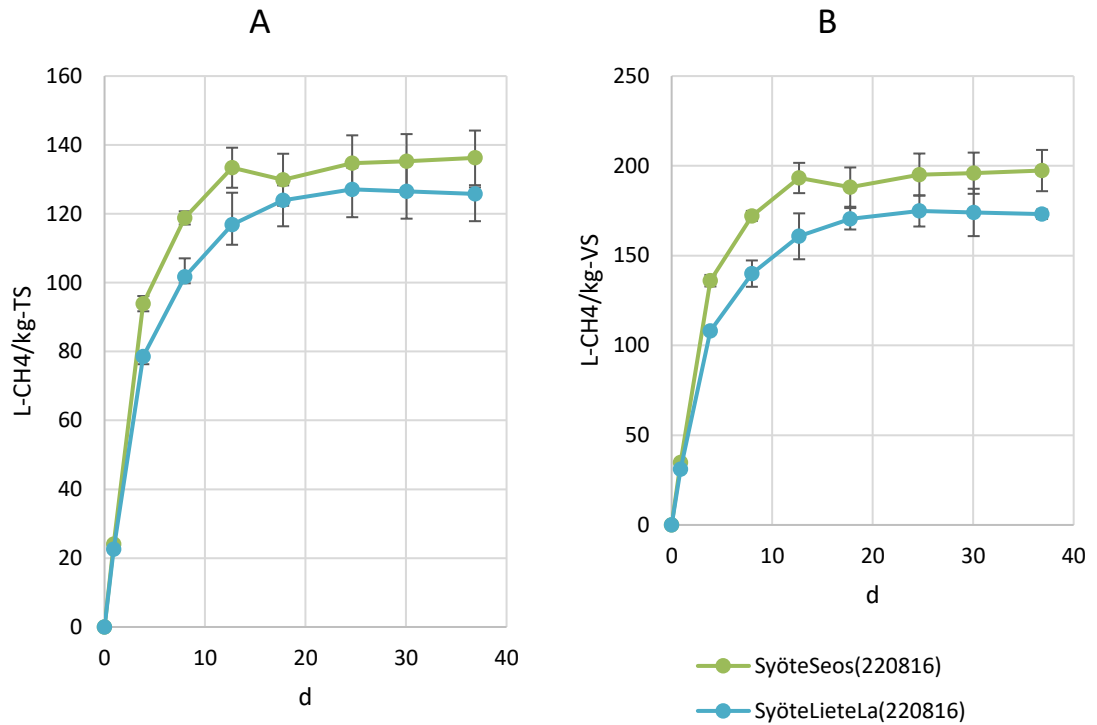 A
160
140
120
100
80
60
40
20
0
L-CH4/kg-TS
0 10 20 30 40
d
B
250
200
150
100
50
0
L-CH4/kg-VS
0 10 20 30 40
d
SyöteSeos(220816)
SyöteLieteLa(220816)